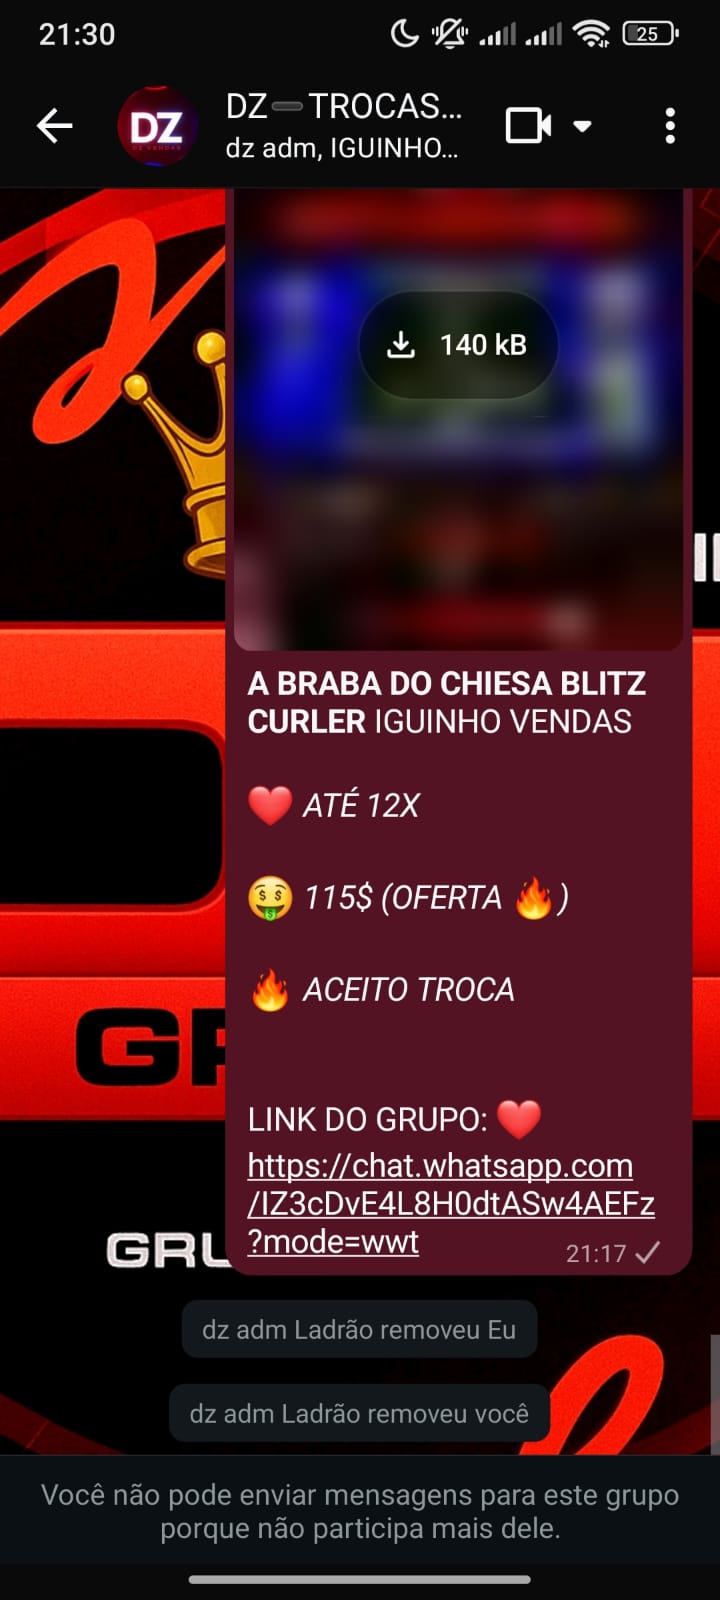 21:30
25
DZ➖TROCAS...
dz adm, IGUINHO...
DZ
140 kB
A BRABA DO CHIESA BLITZ
CURLER IGUINHO VENDAS
❤️ ATÉ 12X
🤑 115$ (OFERTA 🔥)
🔥 ACEITO TROCA
LINK DO GRUPO: ❤️
https://chat.whatsapp.com
/IZ3cDvE4L8H0dtASw4AEFz
?mode=wwt
21:17
GRU
dz adm Ladrão removeu Eu
dz adm Ladrão removeu você
Você não pode enviar mensagens para este grupo
porque não participa mais dele.